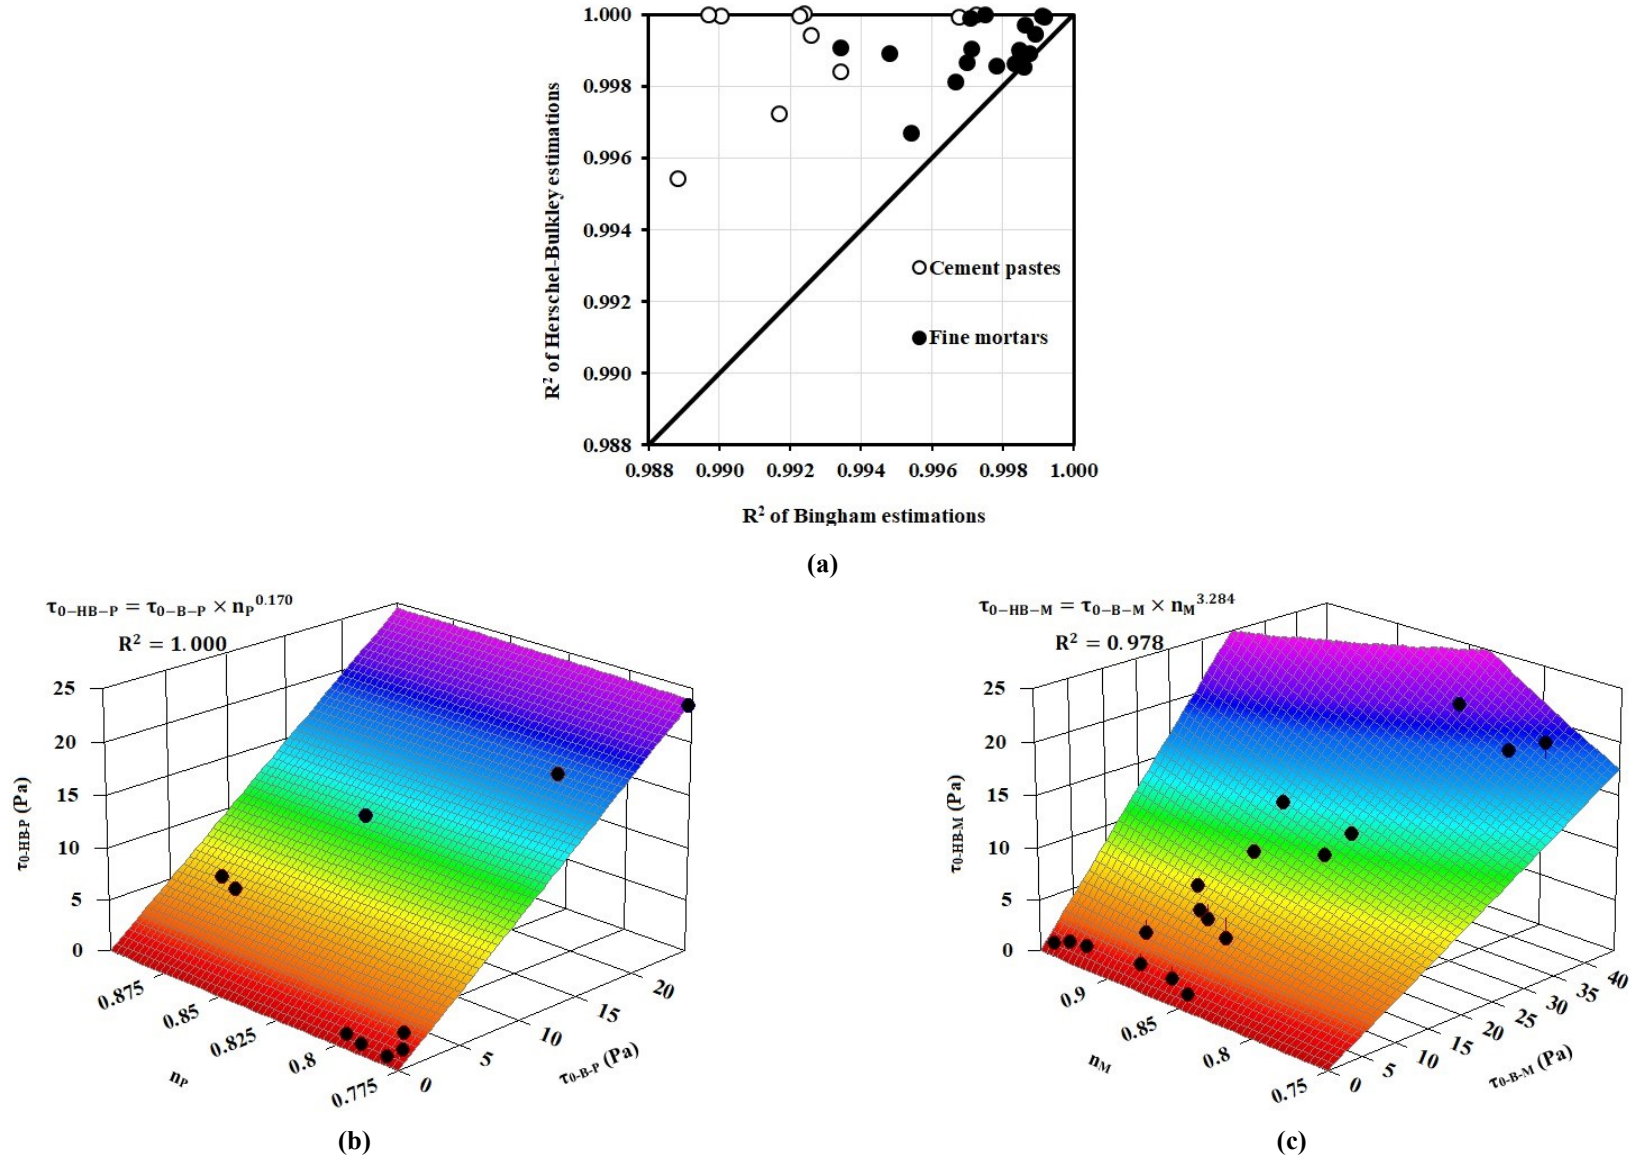 1.000
0.998
0.996
0.994
0.992
0.990
0.988
R² of Herschel-Bulkley estimations
Cement pastes
Fine mortars
0.988 0.990 0.992 0.994 0.996 0.998 1.000
R² of Bingham estimations
(a)
τ₀₋HB₋P = τ₀₋B₋P × nP^0.170
R² = 1.000
25
20
15
10
5
0
τ0-HB-P (Pa)
0.875
0.85
0.825
0.8
0.775
nP
0
5
10
15
20
τ0-B-P (Pa)
(b)
τ₀₋HB₋M = τ₀₋B₋M × nM^3.284
R² = 0.978
25
20
15
10
5
0
τ0-HB-M (Pa)
0.9
0.85
0.8
0.75
nM
0
5
10
15
20
25
30
35
40
τ0-B-M (Pa)
(c)